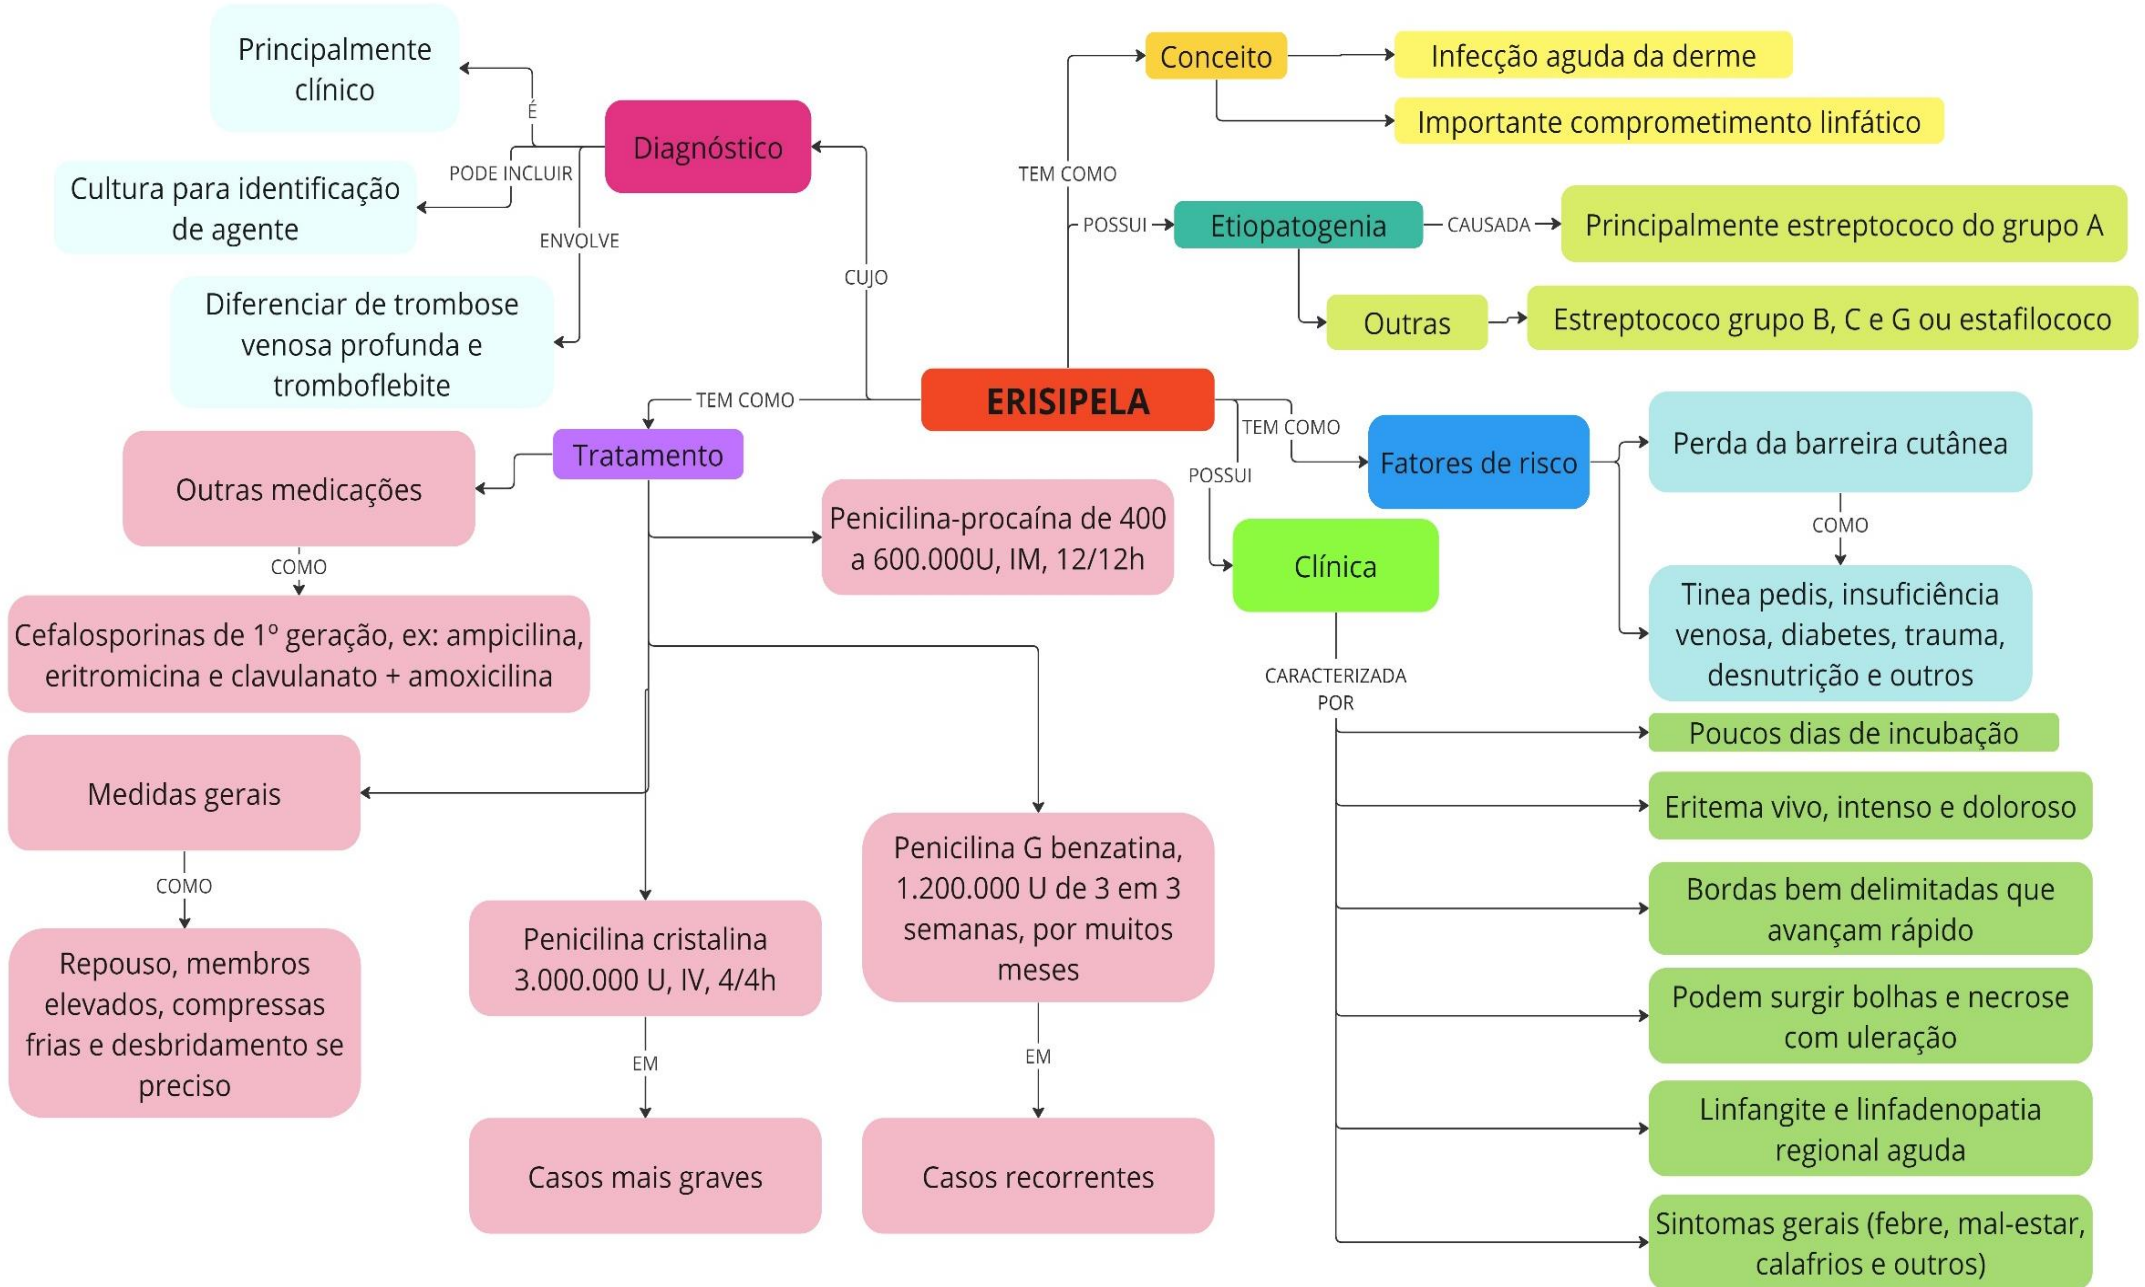 ERISIPELA
TEM COMO
Conceito
Infecção aguda da derme
Importante comprometimento linfático
POSSUI
Etiopatogenia
CAUSADA
Principalmente estreptococo do grupo A
Outras
Estreptococo grupo B, C e G ou estafilococo
TEM COMO
Fatores de risco
Perda da barreira cutânea
COMO
Tinea pedis, insuficiência
venosa, diabetes, trauma,
desnutrição e outros
POSSUI
Clínica
CARACTERIZADA
POR
Poucos dias de incubação
Eritema vivo, intenso e doloroso
Bordas bem delimitadas que
avançam rápido
Podem surgir bolhas e necrose
com uleração
Linfangite e linfadenopatia
regional aguda
Sintomas gerais (febre, mal-estar,
calafrios e outros)
CUJO
Diagnóstico
É
Principalmente
clínico
PODE INCLUIR
Cultura para identificação
de agente
ENVOLVE
Diferenciar de trombose
venosa profunda e
tromboflebite
TEM COMO
Tratamento
Outras medicações
COMO
Cefalosporinas de 1º geração, ex: ampicilina,
eritromicina e clavulanato + amoxicilina
Penicilina-procaína de 400
a 600.000U, IM, 12/12h
Medidas gerais
COMO
Repouso, membros
elevados, compressas
frias e desbridamento se
preciso
Penicilina cristalina
3.000.000 U, IV, 4/4h
EM
Casos mais graves
Penicilina G benzatina,
1.200.000 U de 3 em 3
semanas, por muitos
meses
EM
Casos recorrentes